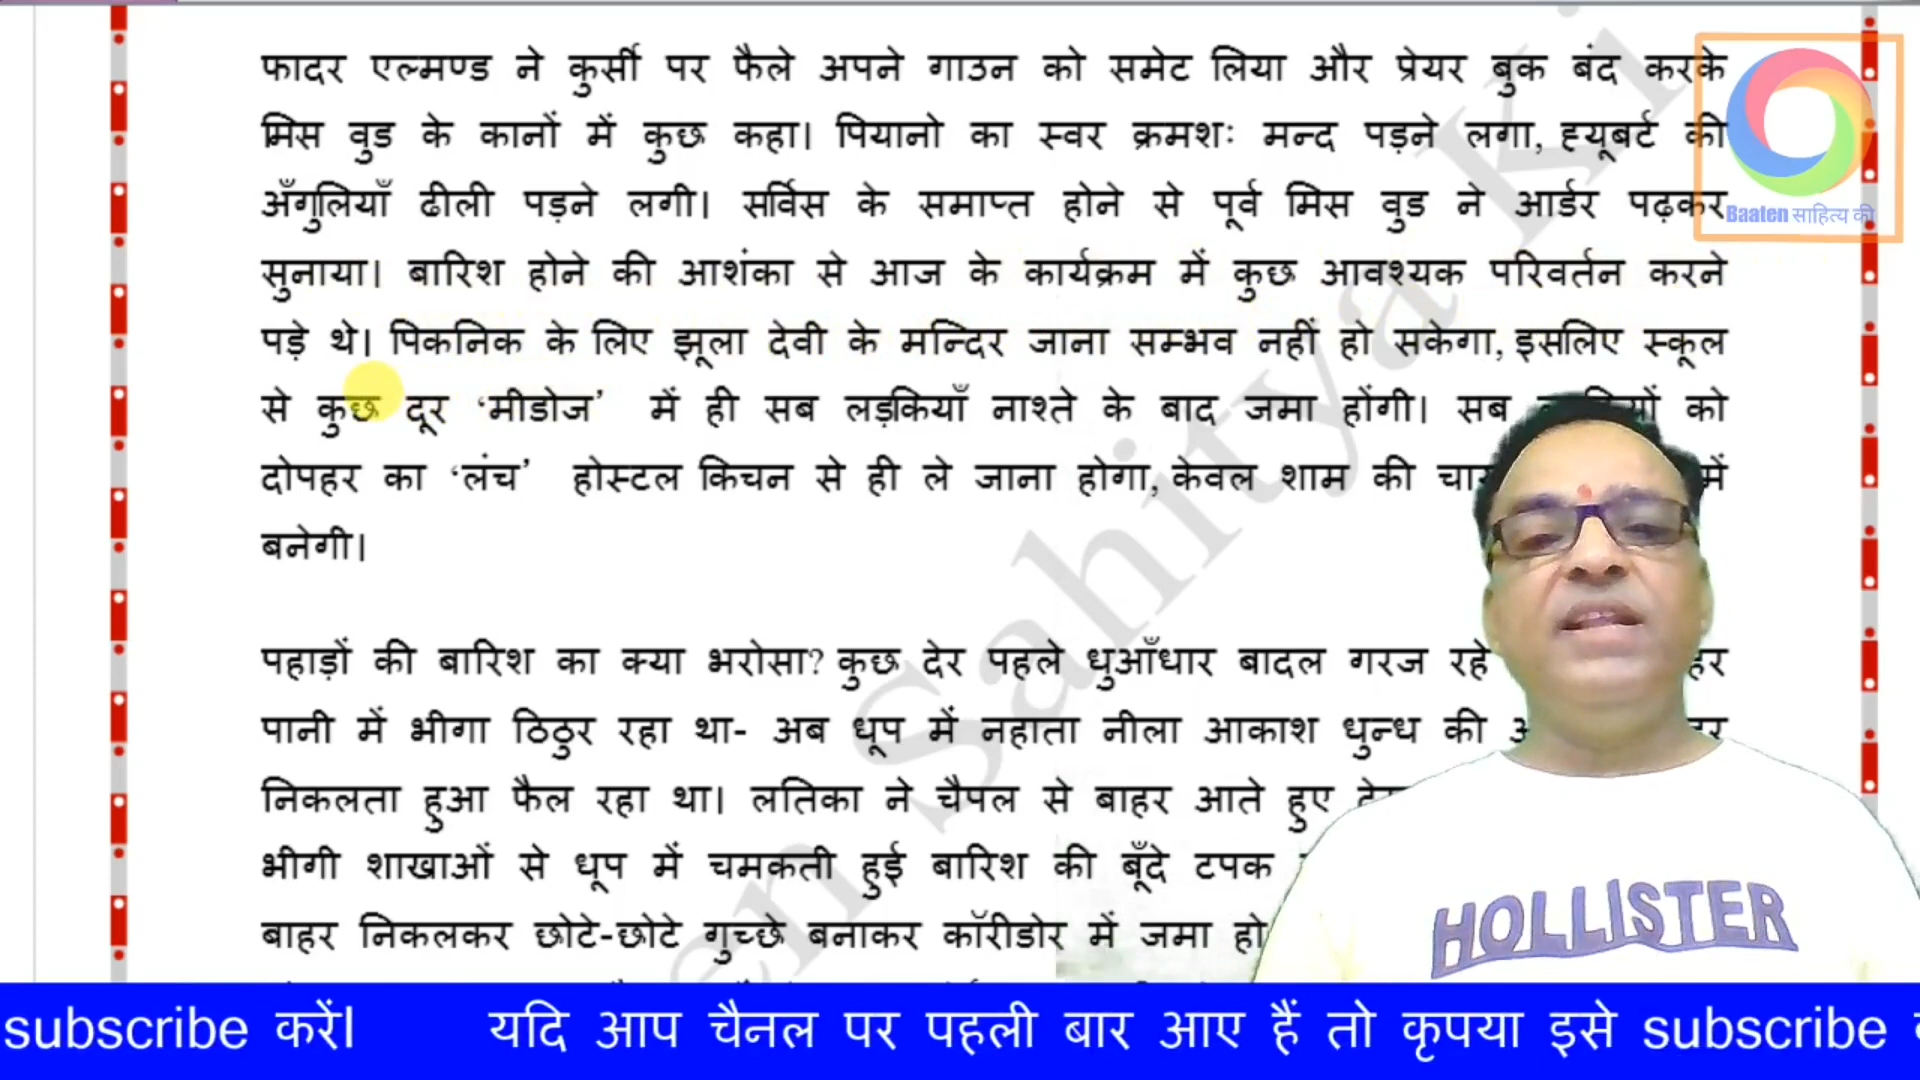 फादर एल्मण्ड ने कुर्सी पर फैले अपने गाउन को समेट लिया और प्रेयर बुक बंद करके
मिस वुड के कानों में कुछ कहा। पियानो का स्वर क्रमशः मन्द पड़ने लगा, ह्यूबर्ट की
अँगुलियाँ ढीली पड़ने लगी। सर्विस के समाप्त होने से पूर्व मिस वुड ने आर्डर पढ़कर
Baaten साहित्य की
सुनाया। बारिश होने की आशंका से आज के कार्यक्रम में कुछ आवश्यक परिवर्तन करने
पड़े थे। पिकनिक के लिए झूला देवी के मन्दिर जाना सम्भव नहीं हो सकेगा, इसलिए स्कूल
से कुछ दूर ‘मीडोज’ में ही सब लड़कियाँ नाश्ते के बाद जमा होंगी। सब को
दोपहर का ‘लंच’ होस्टल किचन से ही ले जाना होगा, केवल शाम की में
बनेगी।
पहाड़ों की बारिश का क्या भरोसा? कुछ देर पहले धुआँधार बादल गरज रहे
पानी में भीगा ठिठुर रहा था- अब धूप में नहाता नीला आकाश धुन्ध की
निकलता हुआ फैल रहा था। लतिका ने चैपल से बाहर आते हुए
भीगी शाखाओं से धूप में चमकती हुई बारिश की बूँदे टपक
बाहर निकलकर छोटे-छोटे गुच्छे बनाकर कॉरीडोर में जमा हो
en Sahitya Ki
HOLLISTER
subscribe करें। यदि आप चैनल पर पहली बार आए हैं तो कृपया इसे subscribe